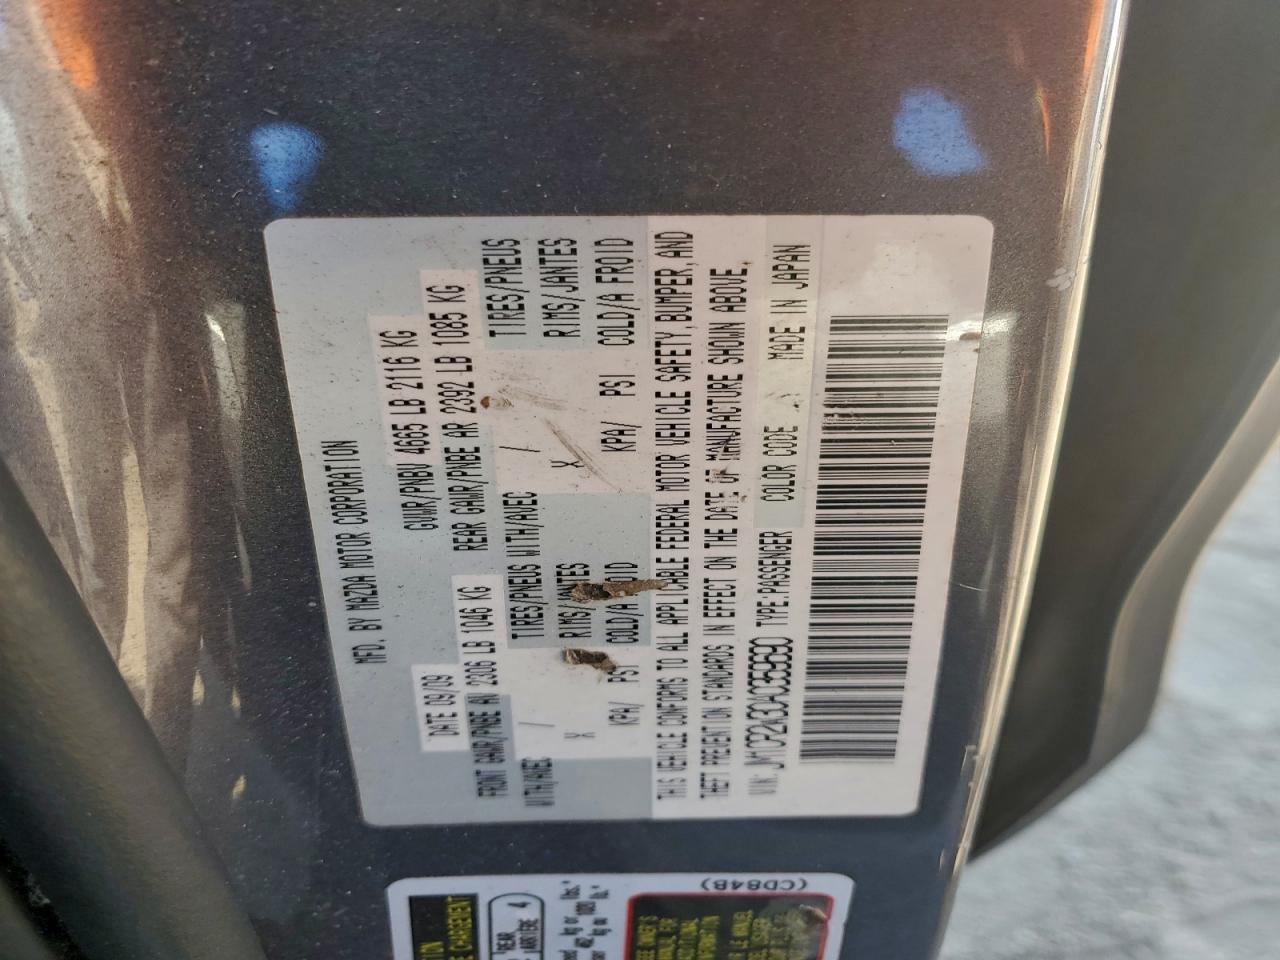 MFD. BY MAZDA MOTOR CORPORATION
DATE 09/09 GVWR/PNBV 4665 LB 2116 KG
FRONT GAWR/PNBE AV 2306 LB 1046 KG REAR GAWR/PNBE AR 2392 LB 1085 KG
WITH/AVEC / TIRES/PNEUS WITH/AVEC / TIRES/PNEUS
X RIMS/JANTES X RIMS/JANTES
KPA/ PSI COLD/A FROID KPA/ PSI COLD/A FROID
THIS VEHICLE CONFORMS TO ALL APPLICABLE FEDERAL MOTOR VEHICLE SAFETY, BUMPER, AND
THEFT PREVENTION STANDARDS IN EFFECT ON THE DATE OF MANUFACTURE SHOWN ABOVE.
VIN: TYPE:PASSENGER COLOR CODE MADE IN JAPAN
(CD84B)
4